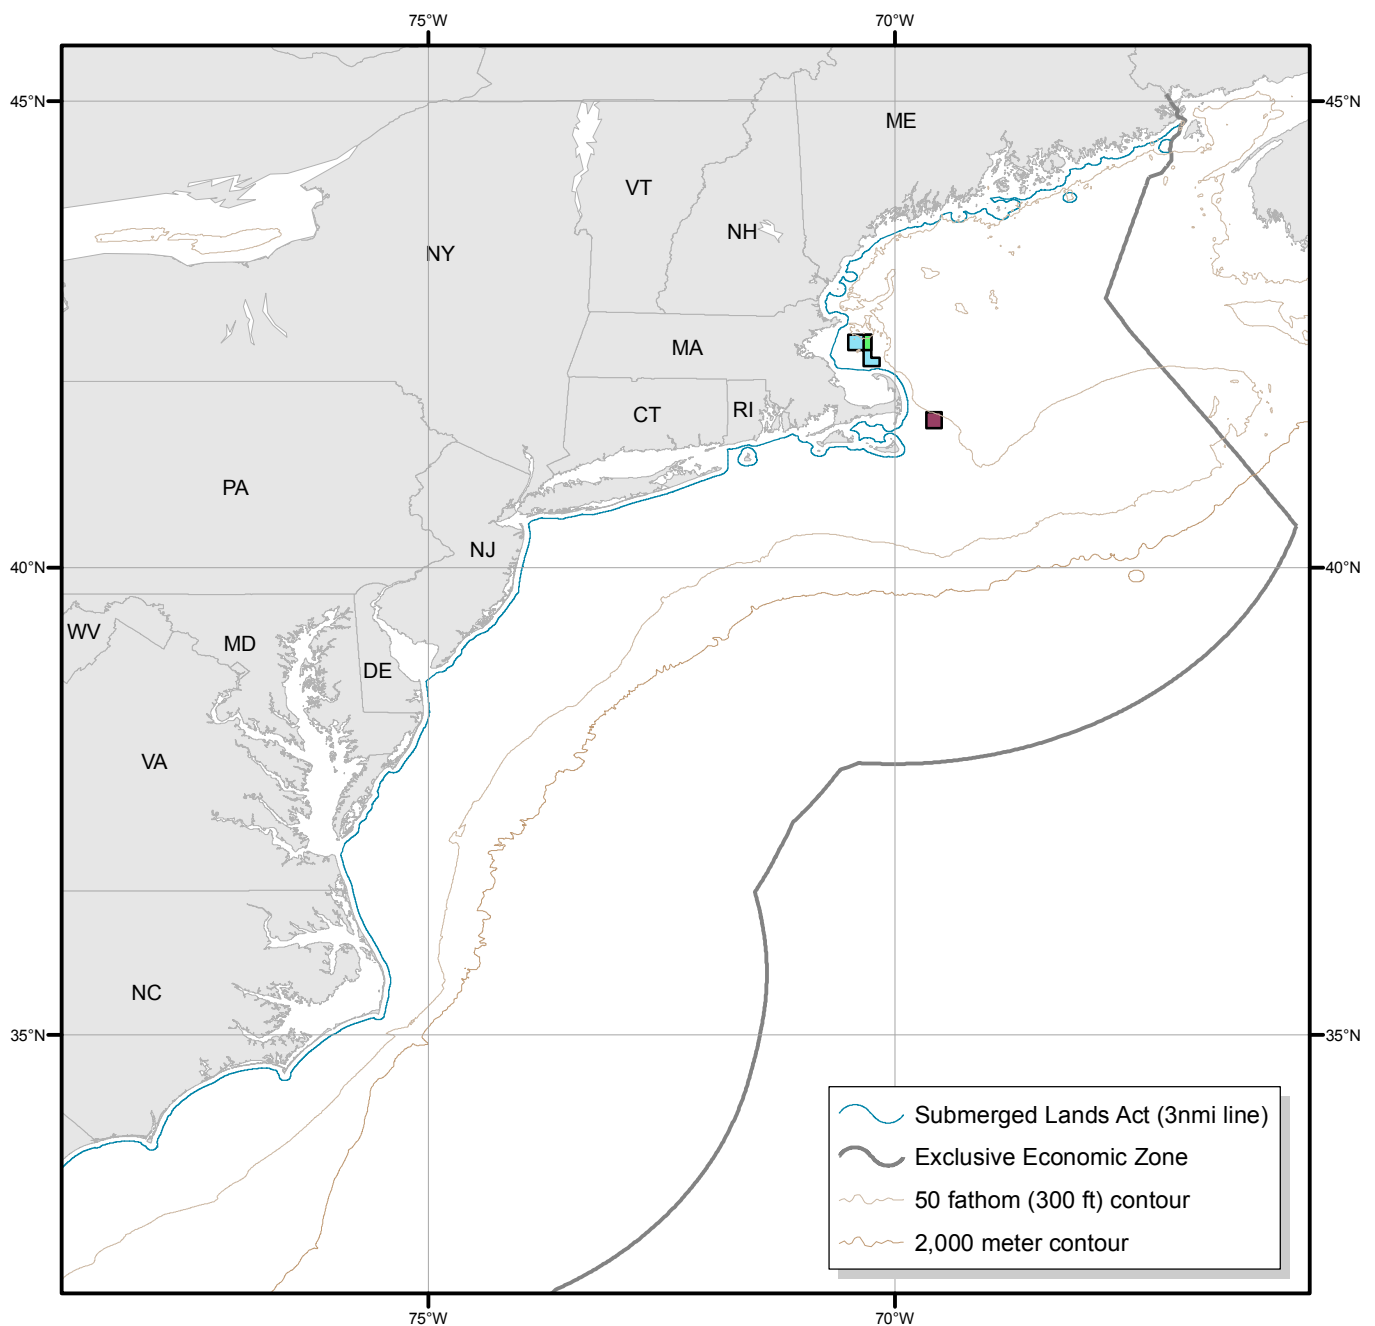 75°W 70°W
45°N 45°N
ME
VT
NH
NY
MA
RI
CT
PA
NJ
40°N 40°N
WV
MD
DE
VA
NC
35°N 35°N
Submerged Lands Act (3nmi line)
Exclusive Economic Zone
50 fathom (300 ft) contour
2,000 meter contour
75°W 70°W